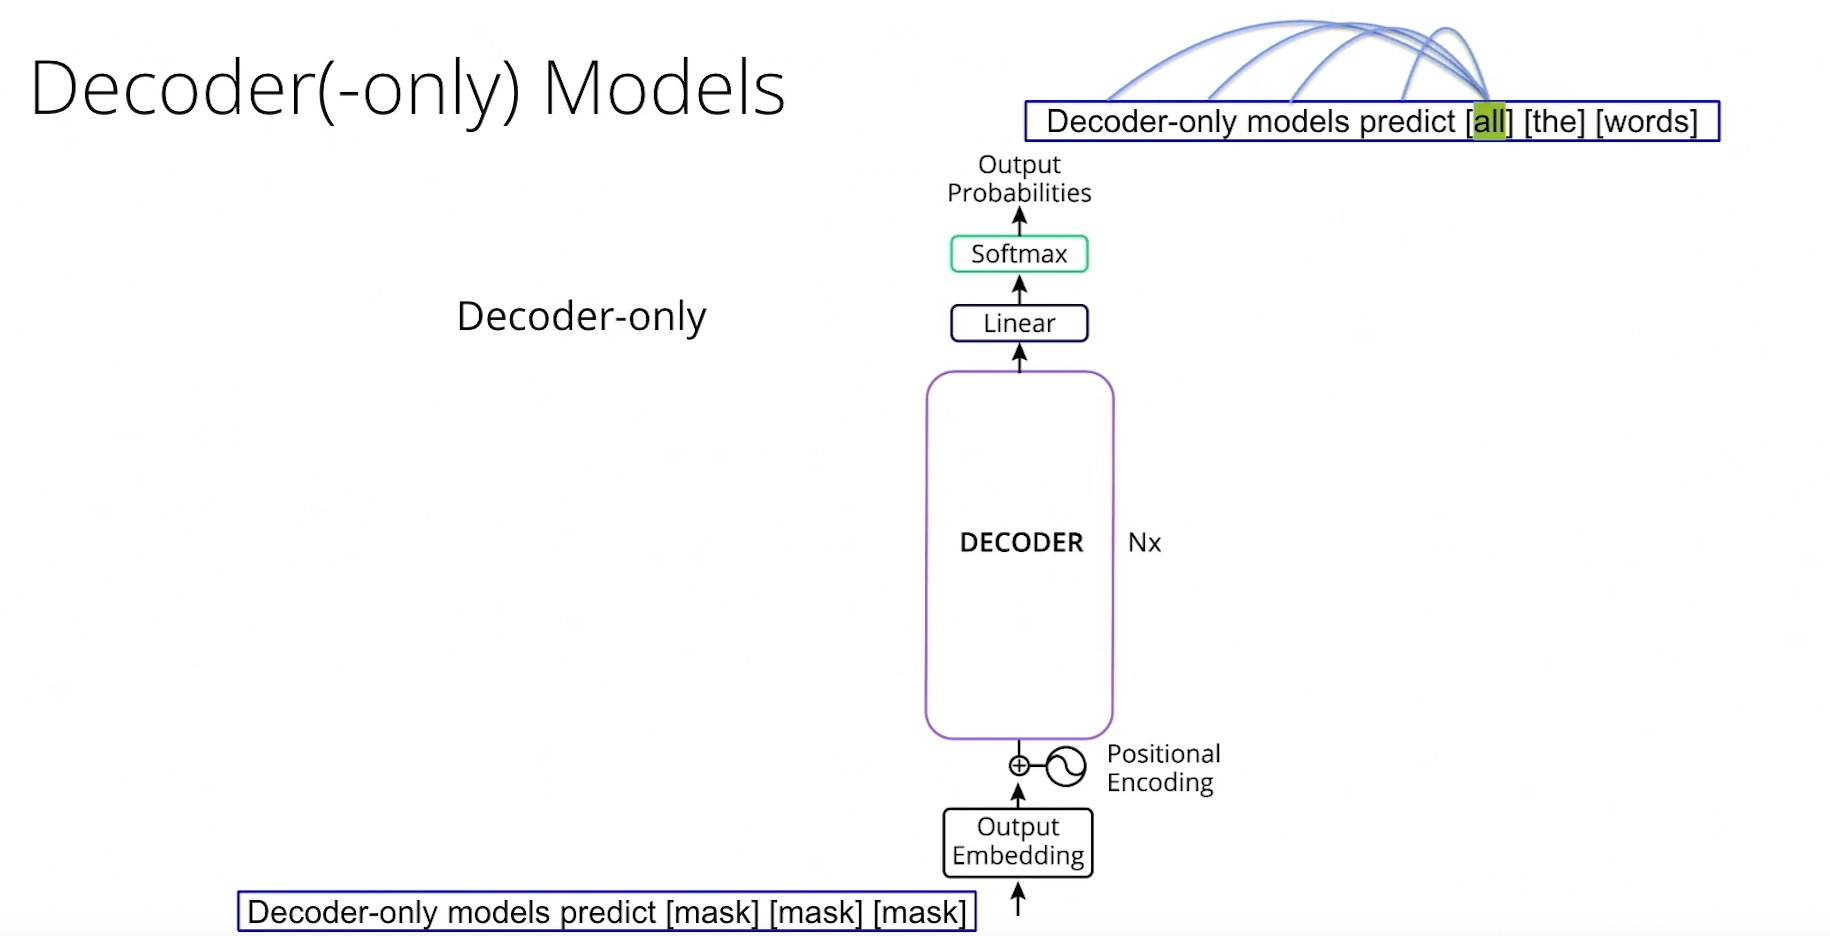 Decoder(-only) Models
Decoder-only models predict [all] [the] [words]
Output
Probabilities
Softmax
Linear
Decoder-only
DECODER
Nx
Positional
Encoding
Output
Embedding
Decoder-only models predict [mask] [mask] [mask]